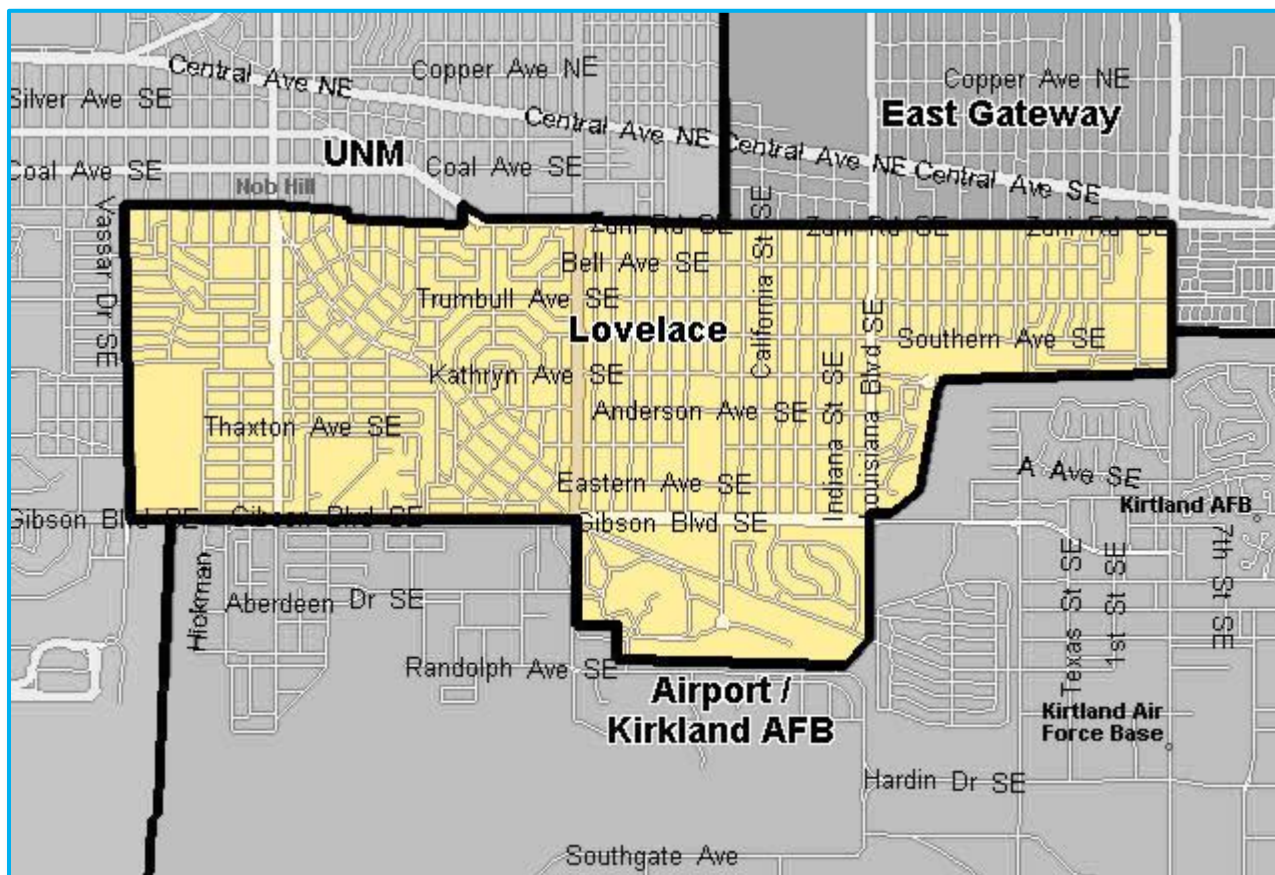 Central Ave NE
Copper Ave NE
Copper Ave NE
Silver Ave SE
East Gateway
Central Ave NE
Central Ave NE
Central Ave SE
UNM
Coal Ave SE
Coal Ave SE
Nob Hill
Vassar Dr SE
Zuni Rd SE
Zuni Rd SE
Zuni Rd SE
California St SE
Bell Ave SE
Trumbull Ave SE
Lovelace
Southern Ave SE
Louisiana Blvd SE
Kathryn Ave SE
Indiana St SE
Anderson Ave SE
Thaxton Ave SE
A Ave SE
Eastern Ave SE
Kirtland AFB
Gibson Blvd SE
Gibson Blvd SE
Gibson Blvd SE
7th St SE
Texas St SE
1st St SE
Hickman
Aberdeen Dr SE
Randolph Ave SE
Airport /
Kirkland AFB
Kirtland Air
Force Base
Hardin Dr SE
Southgate Ave